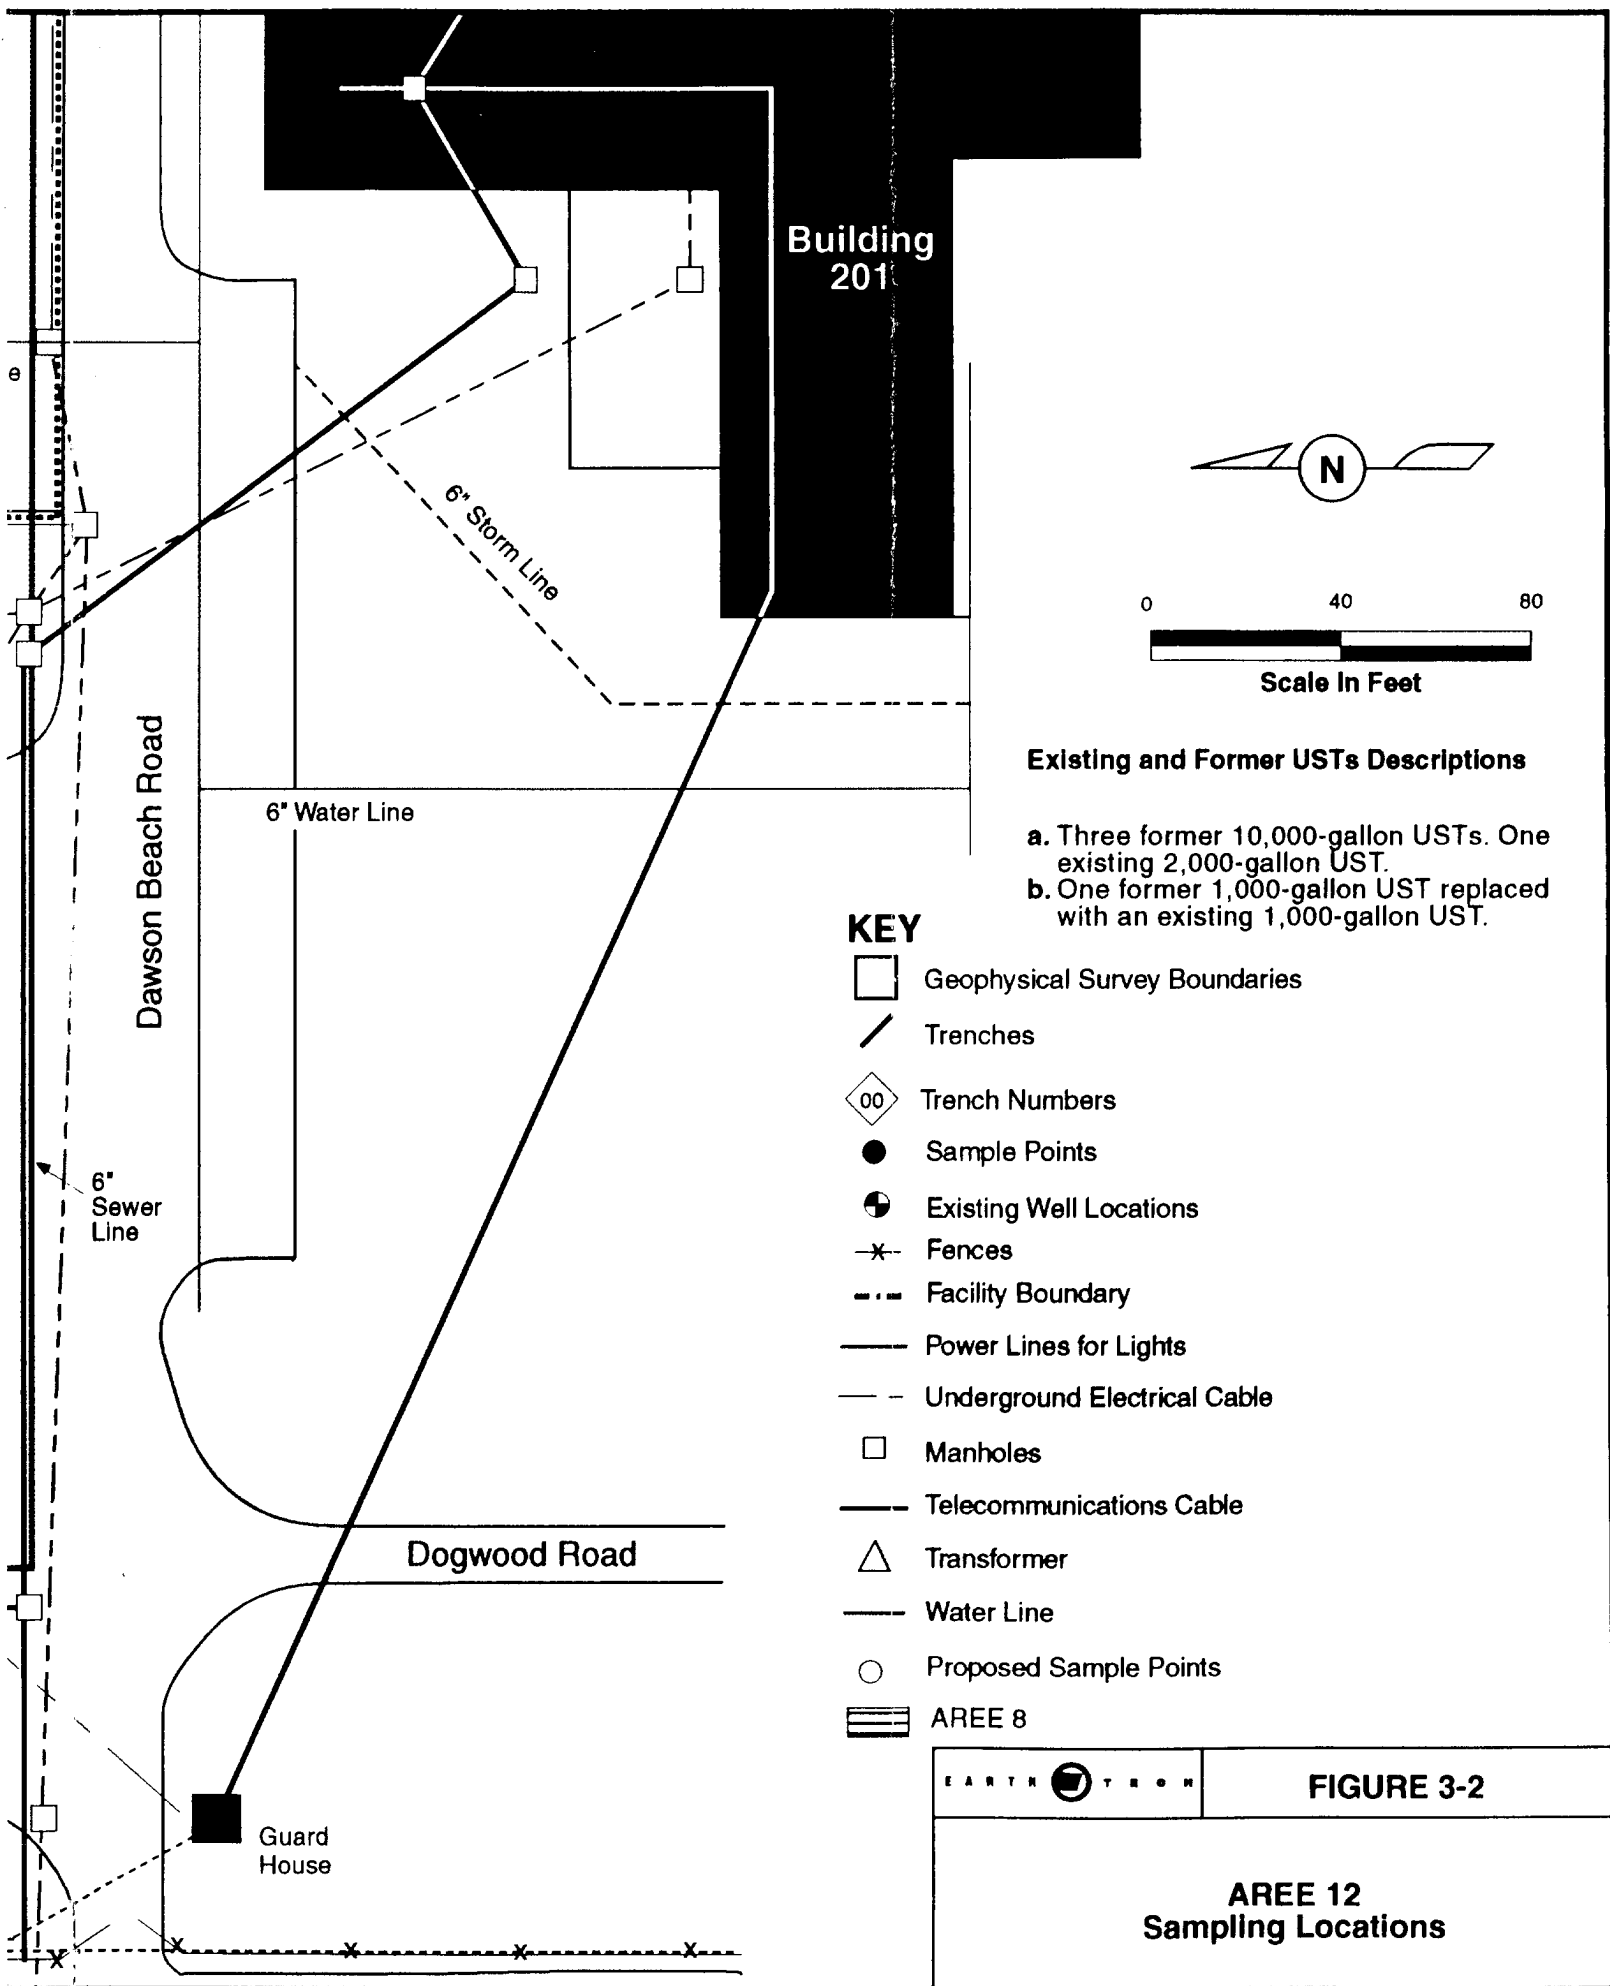 Building
201
e
N
6" Storm Line
0 40 80
Scale In Feet
Dawson Beach Road
6" Water Line
Existing and Former USTs Descriptions
a. Three former 10,000-gallon USTs. One
existing 2,000-gallon UST.
b. One former 1,000-gallon UST replaced
with an existing 1,000-gallon UST.
KEY
Geophysical Survey Boundaries
Trenches
00 Trench Numbers
Sample Points
Existing Well Locations
x Fences
Facility Boundary
Power Lines for Lights
Underground Electrical Cable
Manholes
Telecommunications Cable
Transformer
Water Line
Proposed Sample Points
AREE 8
6"
Sewer
Line
Dogwood Road
Guard
House
x x x x x
EARTH TECH
FIGURE 3-2
AREE 12
Sampling Locations